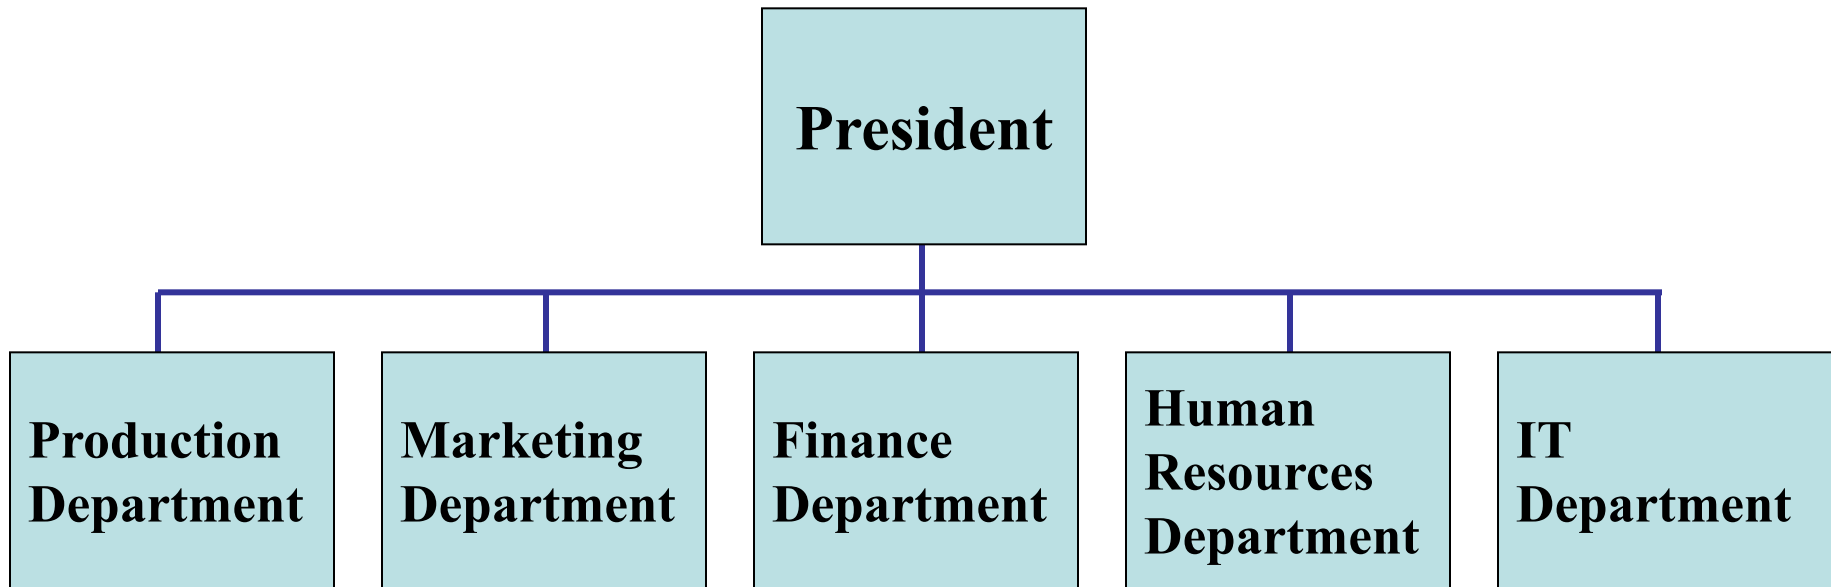 President
Production
Department
Marketing
Department
Finance
Department
Human
Resources
Department
IT
Department